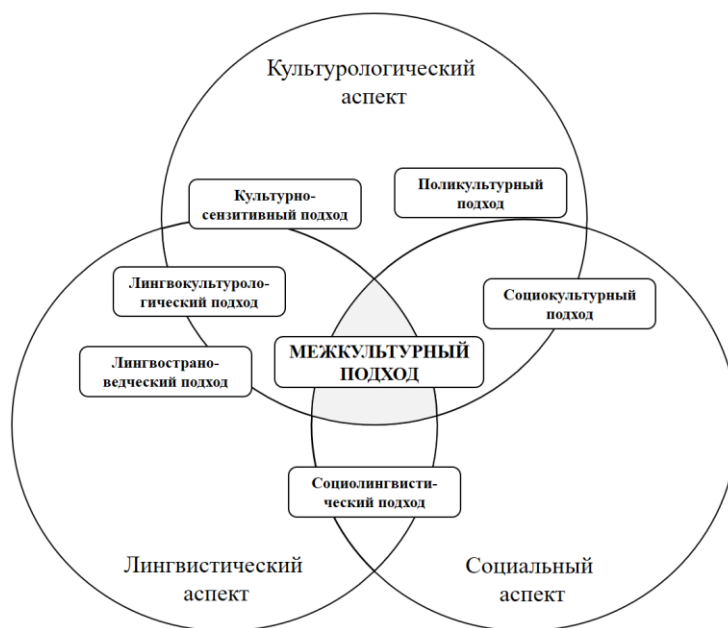 Культурологический
аспект
Поликультурный
подход
Культурно-
сензитивный подход
Лингвокультуроло-
гический подход
Социокультурный
подход
МЕЖКУЛЬТУРНЫЙ
ПОДХОД
Лингвострано-
ведческий подход
Социолингвисти-
ческий подход
Лингвистический
аспект
Социальный
аспект